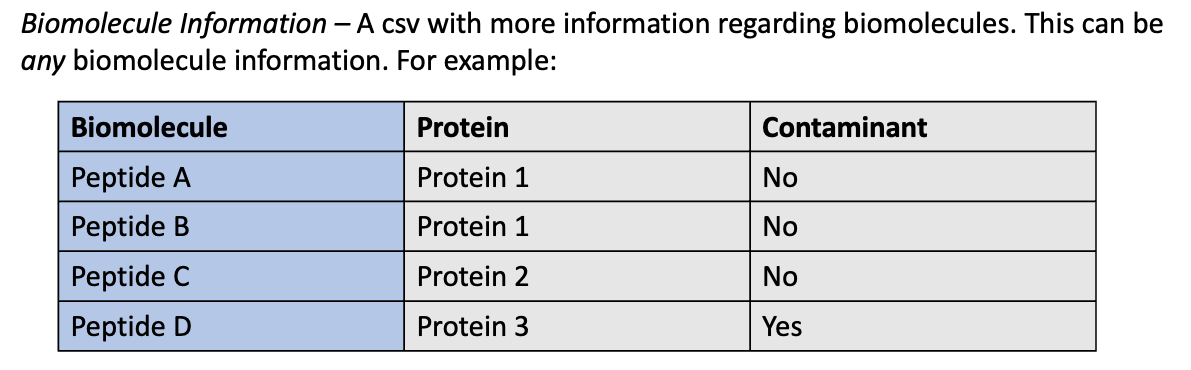 Biomolecule Information – A csv with more information regarding biomolecules. This can be
any biomolecule information. For example:
Biomolecule Protein Contaminant
Peptide A Protein 1 No
Peptide B Protein 1 No
Peptide C Protein 2 No
Peptide D Protein 3 Yes